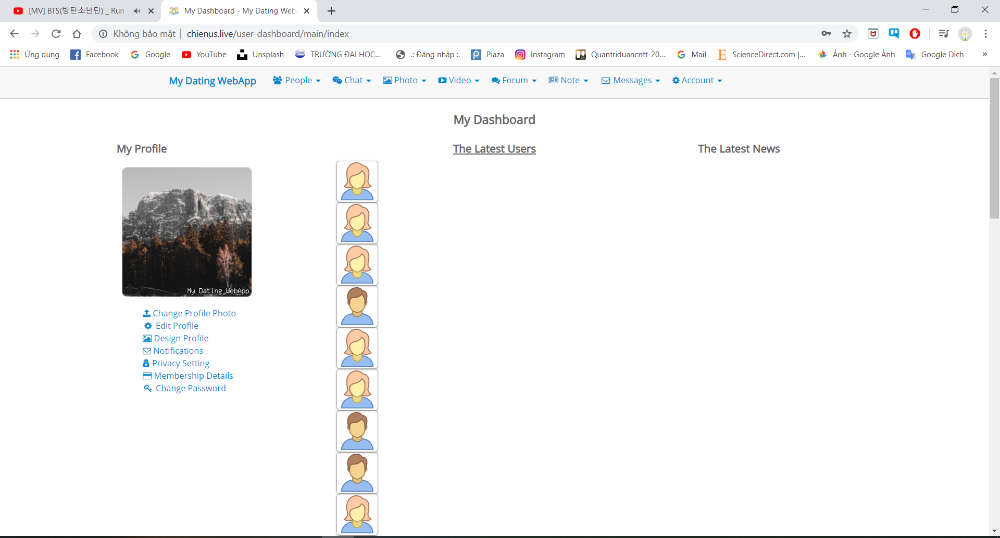 [MV] BTS(방탄소년단) _ Run
My Dashboard - My Dating Web
Không bảo mật | chienus.live/user-dashboard/main/index
Ứng dụng Facebook Google YouTube Unsplash TRƯỜNG ĐẠI HỌC... .: Đăng nhập :. Piaza Instagram Quantriduancntt-20... Mail ScienceDirect.com |... Ảnh - Google Ảnh Google Dịch »
My Dating WebApp People Chat Photo Video Forum Note Messages Account
My Dashboard
My Profile
My Dating WebApp
Change Profile Photo
Edit Profile
Design Profile
Notifications
Privacy Setting
Membership Details
Change Password
The Latest Users
The Latest News